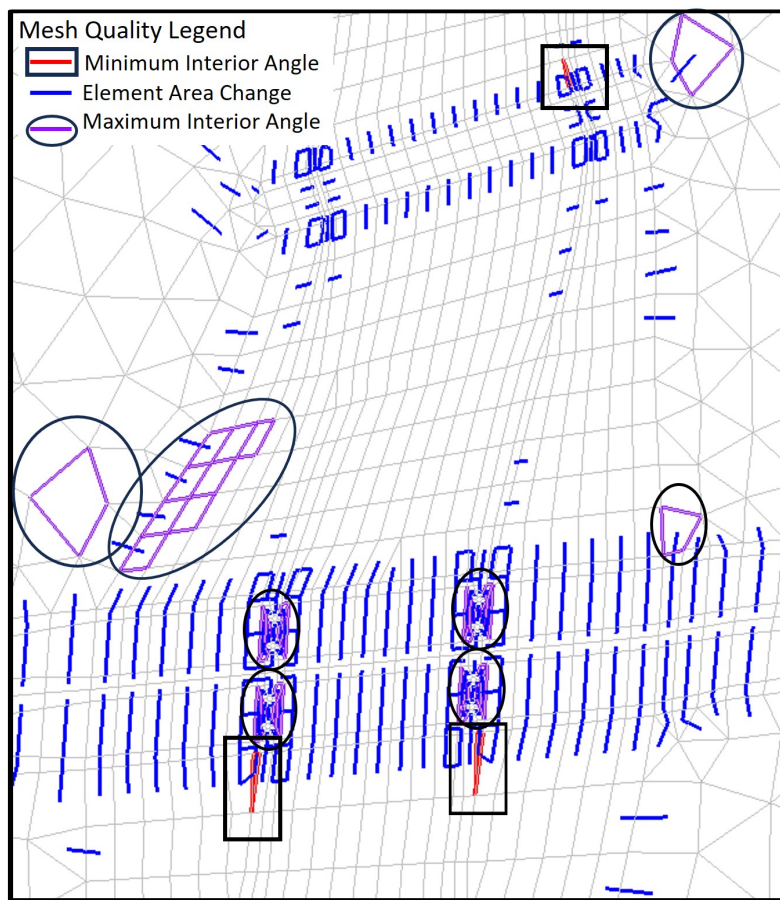 Mesh Quality Legend
Minimum Interior Angle
Element Area Change
Maximum Interior Angle